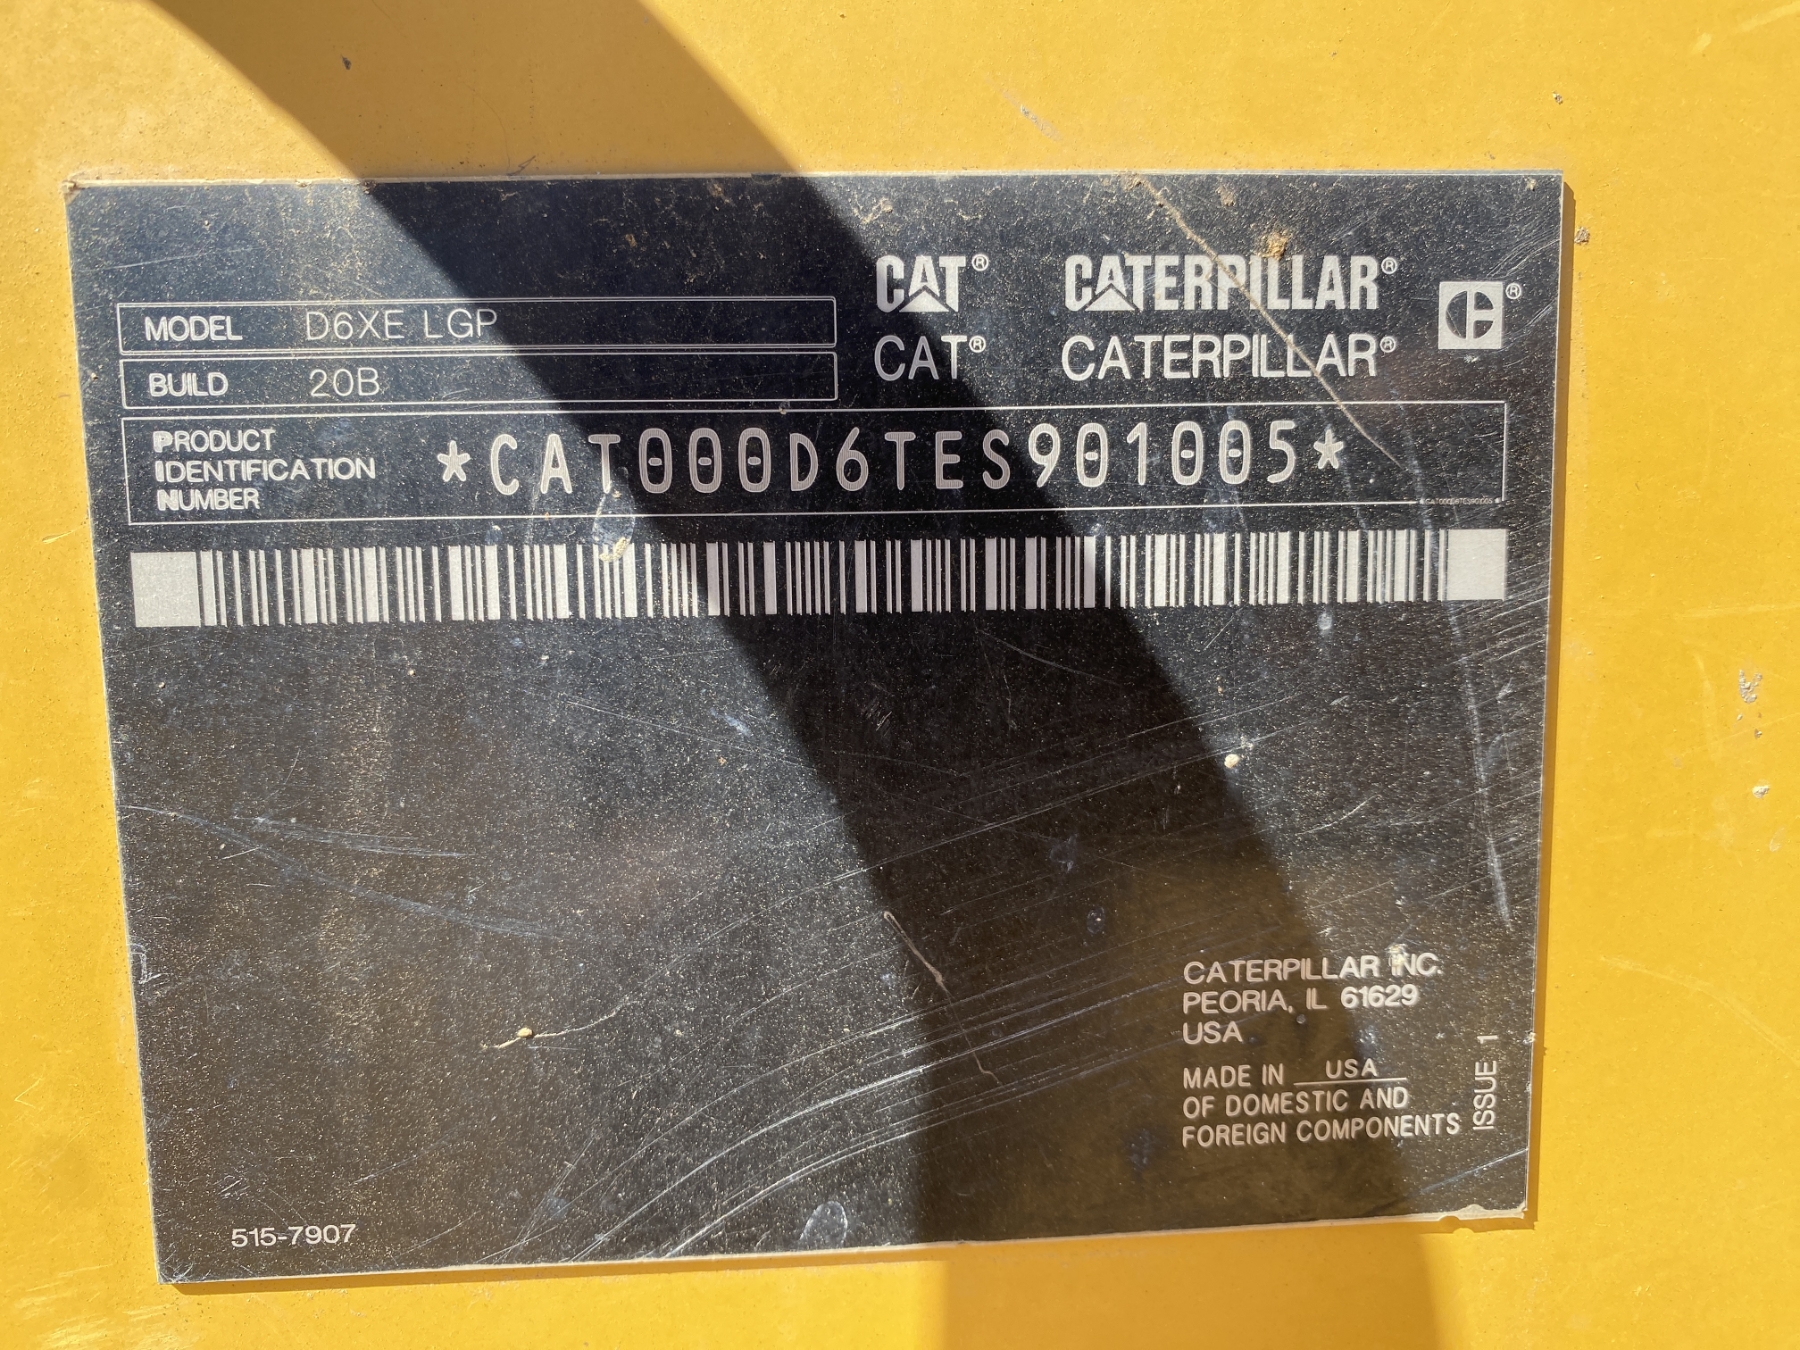 CAT® CATERPILLAR®
CAT® CATERPILLAR®
MODEL D6XE LGP
BUILD 20B
PRODUCT
IDENTIFICATION
NUMBER
*CAT000D6TES901005*
CATERPILLAR INC.
PEORIA, IL 61629
USA
MADE IN USA
OF DOMESTIC AND
FOREIGN COMPONENTS
ISSUE 1
515-7907